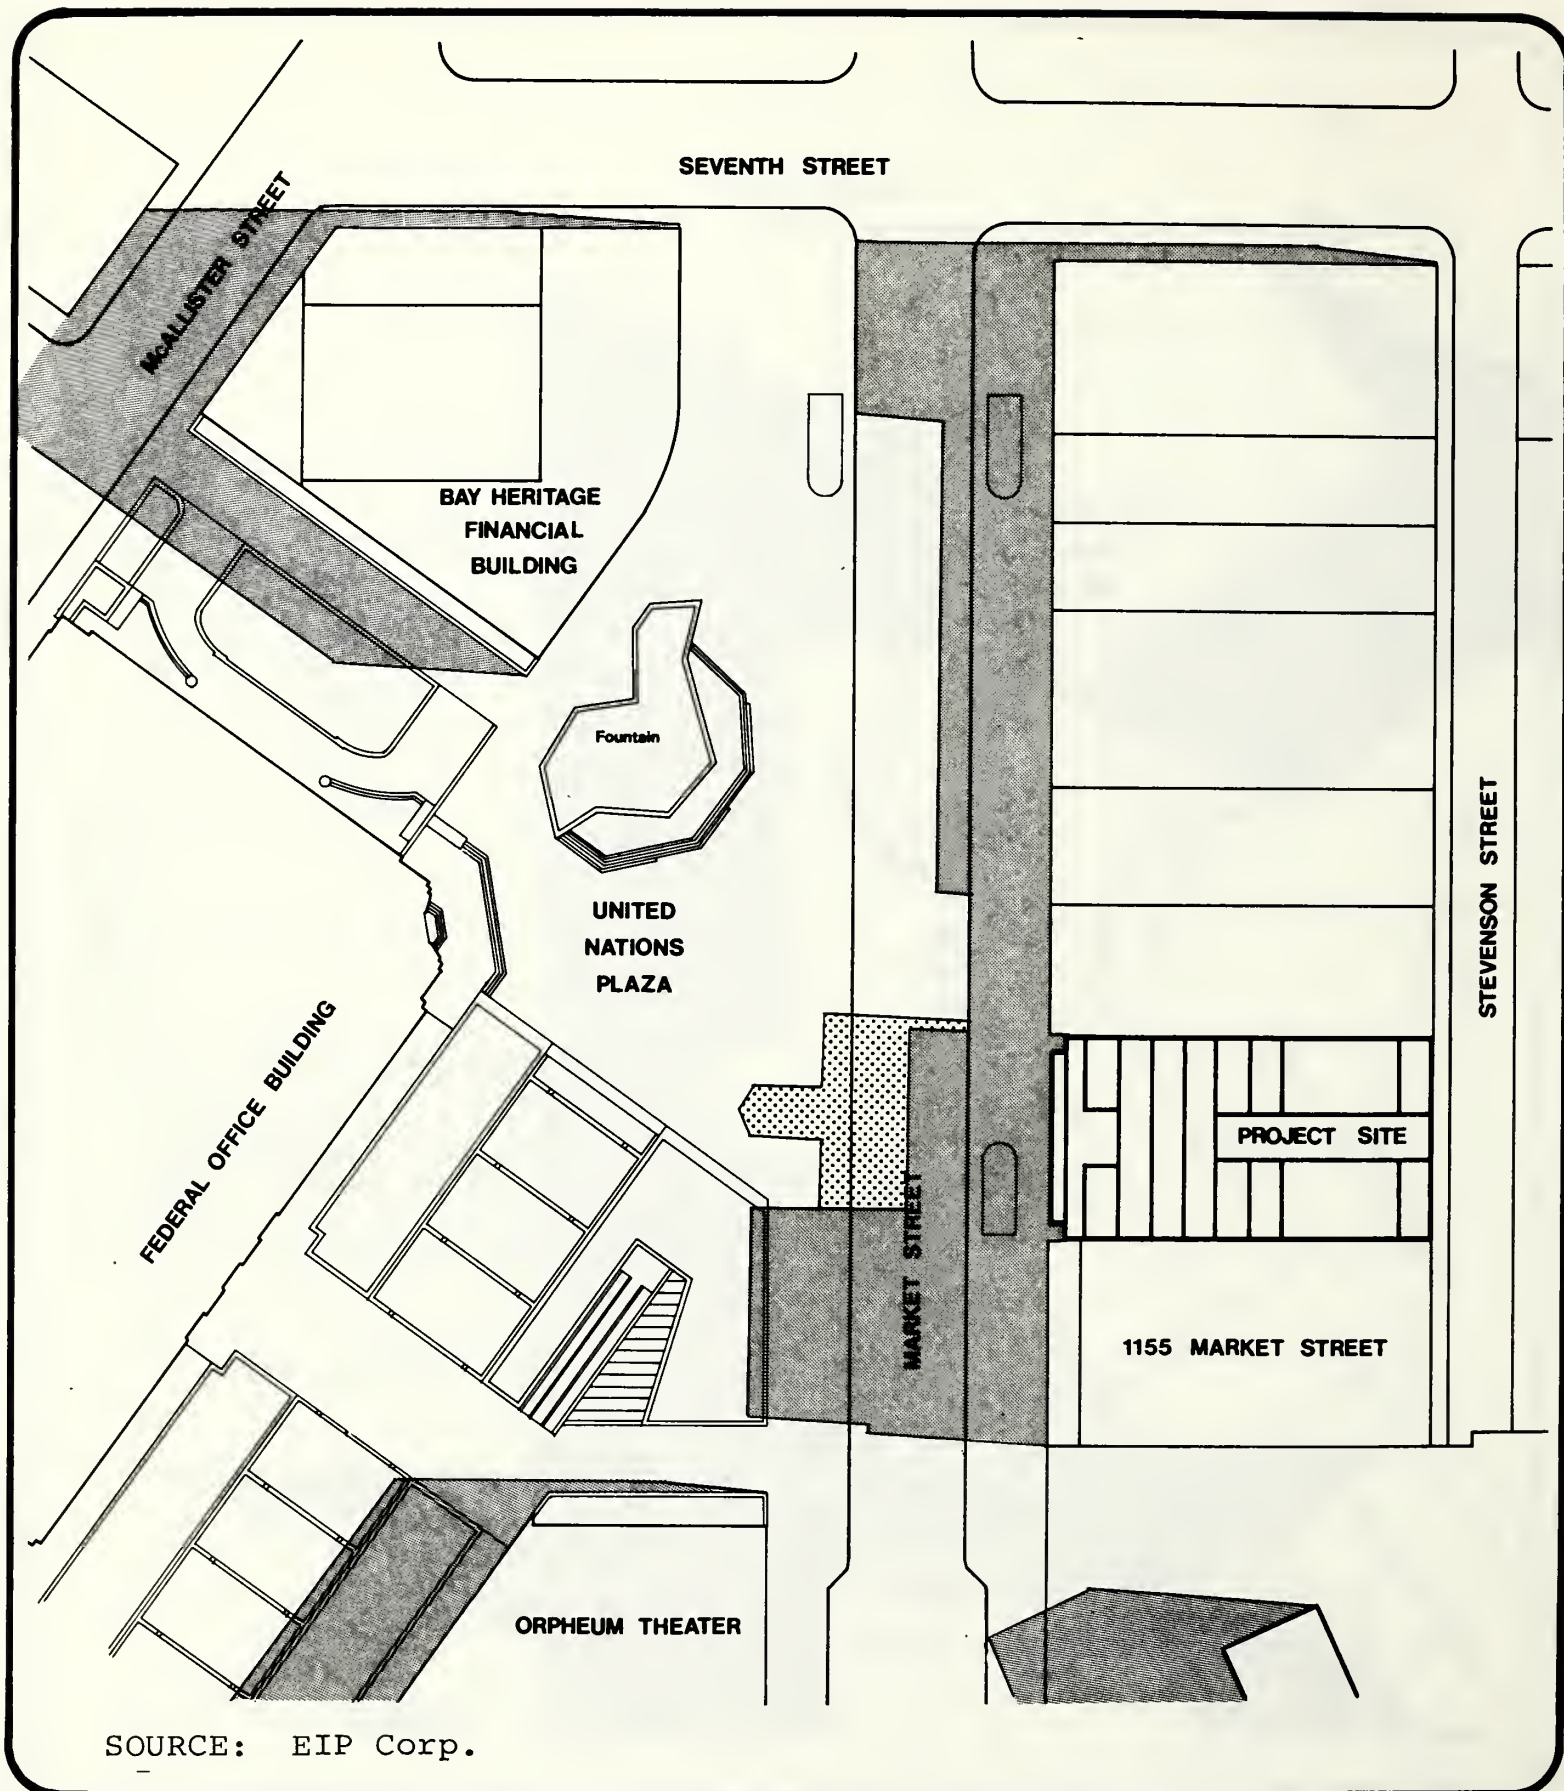 SEVENTH STREET
McALLISTER STREET
BAY HERITAGE
FINANCIAL
BUILDING
Fountain
UNITED
NATIONS
PLAZA
STEVENSON STREET
FEDERAL OFFICE BUILDING
PROJECT SITE
MARKET STREET
1155 MARKET STREET
ORPHEUM THEATER
SOURCE: EIP Corp.